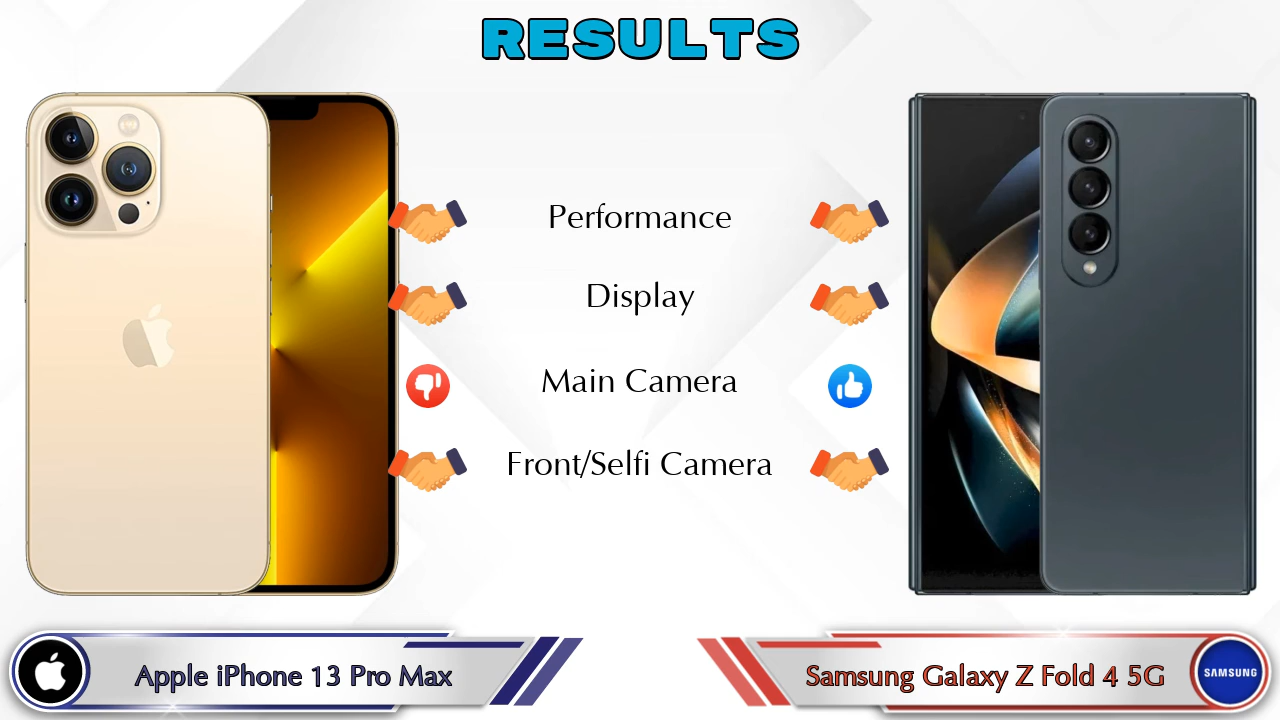 RESULTS
Performance
Display
Main Camera
Front/Selfi Camera
Apple iPhone 13 Pro Max
Samsung Galaxy Z Fold 4 5G
SAMSUNG